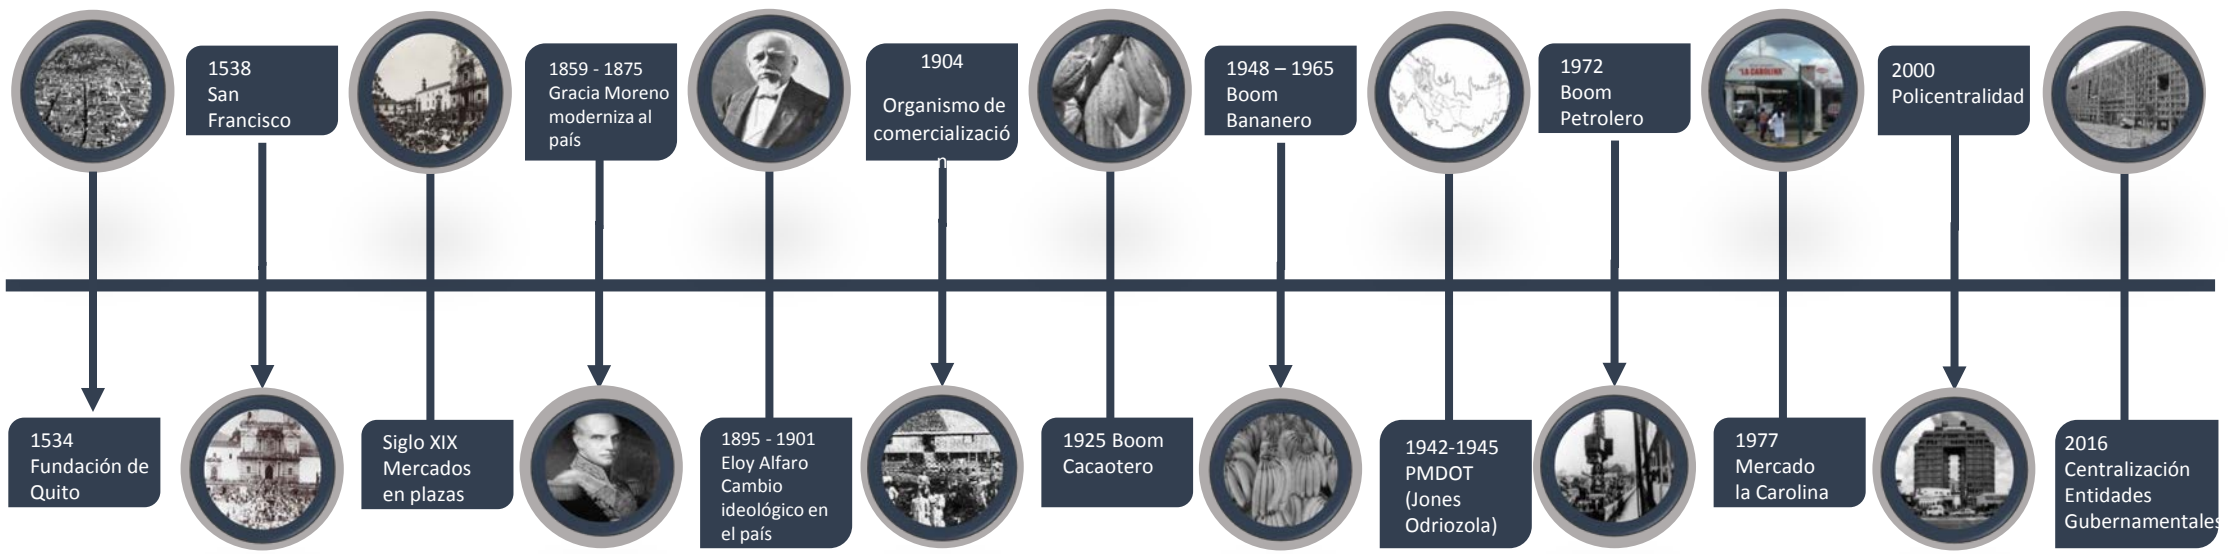 1534
Fundación de
Quito
1538
San
Francisco
Siglo XIX
Mercados
en plazas
1859 - 1875
Gracia Moreno
moderniza al
país
1895 - 1901
Eloy Alfaro
Cambio
ideológico en
el país
1904
Organismo de
comercializació
n
1925 Boom
Cacaotero
1948 – 1965
Boom
Bananero
1942-1945
PMDOT
(Jones
Odriozola)
1972
Boom
Petrolero
"LA CAROLINA"
1977
Mercado
la Carolina
2000
Policentralidad
2016
Centralización
Entidades
Gubernamentales